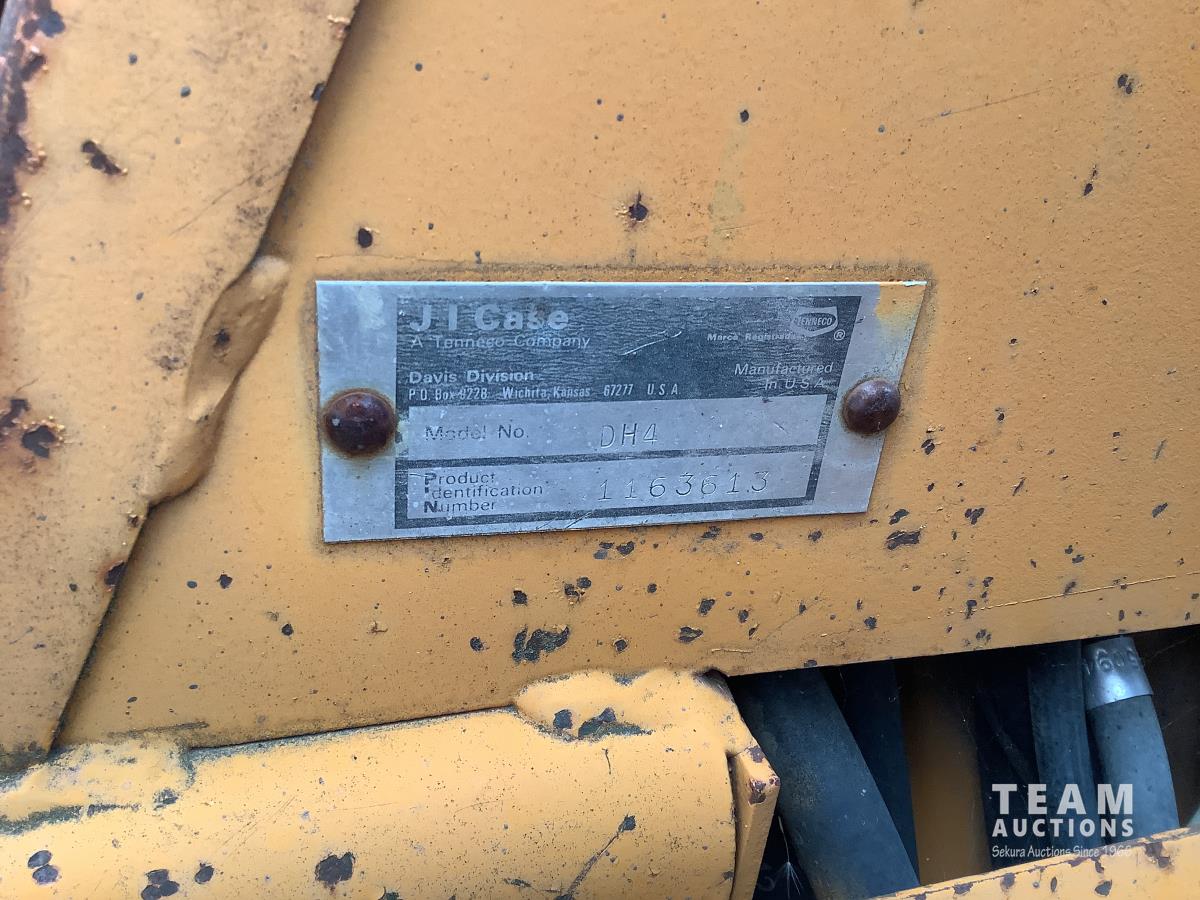 J I Case
A Tenneco Company
TENNECO
Marca Registrada ®
Davis Division
P.O. Box 9228 Wichita, Kansas 67277 U.S.A.
Manufactured
in U.S.A.
Model No. DH4
Product
Identification
Number
1163613
TEAM
AUCTIONS
Sekura Auctions Since 1966